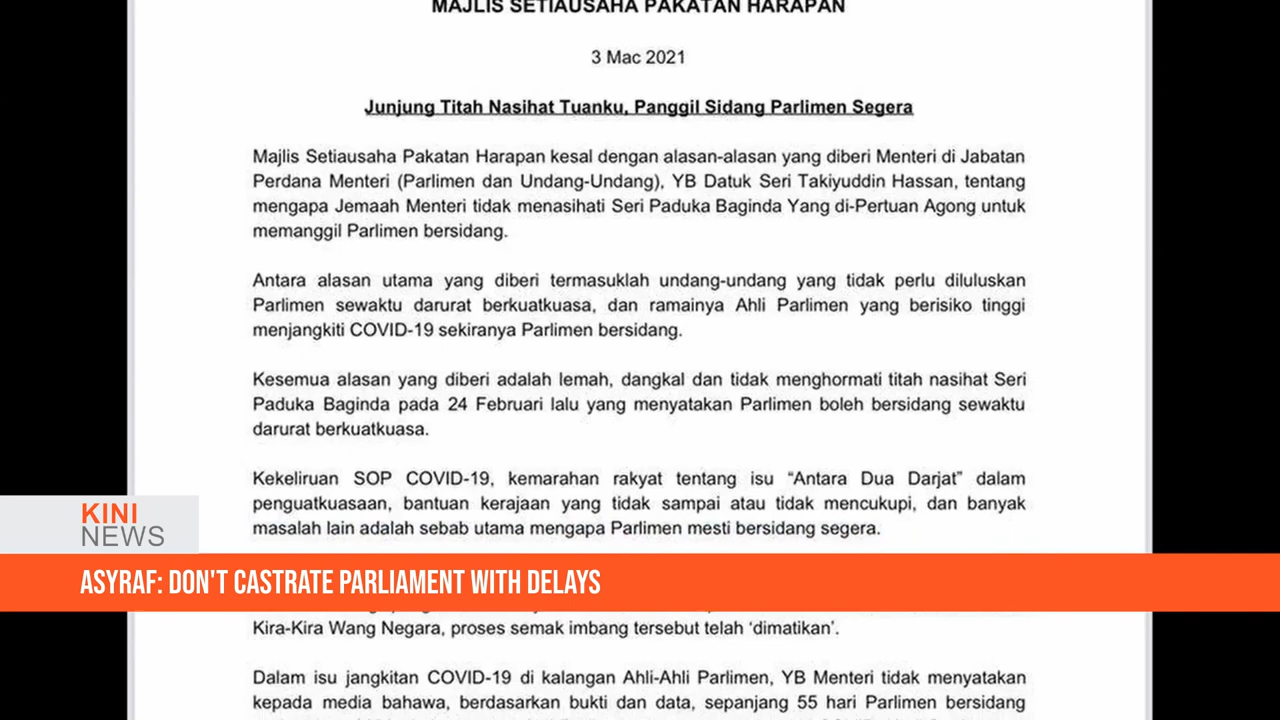 MAJLIS SETIAUSAHA PAKATAN HARAPAN
3 Mac 2021
Junjung Titah Nasihat Tuanku, Panggil Sidang Parlimen Segera
Majlis Setiausaha Pakatan Harapan kesal dengan alasan-alasan yang diberi Menteri di Jabatan
Perdana Menteri (Parlimen dan Undang-Undang), YB Datuk Seri Takiyuddin Hassan, tentang
mengapa Jemaah Menteri tidak menasihati Seri Paduka Baginda Yang di-Pertuan Agong untuk
memanggil Parlimen bersidang.
Antara alasan utama yang diberi termasuklah undang-undang yang tidak perlu diluluskan
Parlimen sewaktu darurat berkuatkuasa, dan ramainya Ahli Parlimen yang berisiko tinggi
menjangkiti COVID-19 sekiranya Parlimen bersidang.
Kesemua alasan yang diberi adalah lemah, dangkal dan tidak menghormati titah nasihat Seri
Paduka Baginda pada 24 Februari lalu yang menyatakan Parlimen boleh bersidang sewaktu
darurat berkuatkuasa.
Kekeliruan SOP COVID-19, kemarahan rakyat tentang isu “Antara Dua Darjat” dalam
penguatkuasaan, bantuan kerajaan yang tidak sampai atau tidak mencukupi, dan banyak
masalah lain adalah sebab utama mengapa Parlimen mesti bersidang segera.
KINI
NEWS
ASYRAF: DON'T CASTRATE PARLIAMENT WITH DELAYS
Kira-Kira Wang Negara, proses semak imbang tersebut telah ‘dimatikan’.
Dalam isu jangkitan COVID-19 di kalangan Ahli-Ahli Parlimen, YB Menteri tidak menyatakan
kepada media bahawa, berdasarkan bukti dan data, sepanjang 55 hari Parlimen bersidang